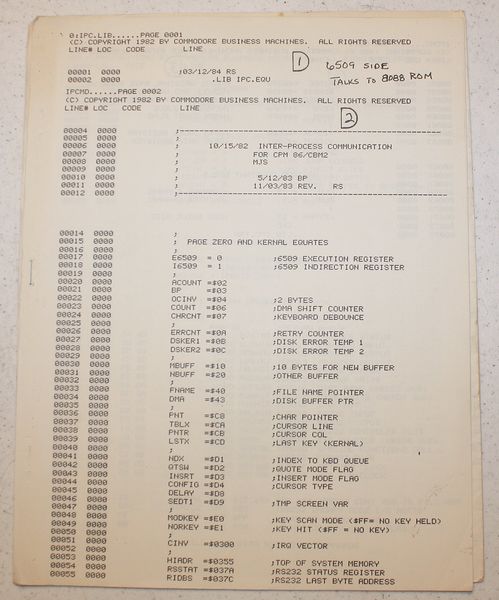 0:IPC.LIB......PAGE 0001
(C) COPYRIGHT 1982 BY COMMODORE BUSINESS MACHINES.  ALL RIGHTS RESERVED
LINE# LOC   CODE        LINE
1
6509 SIDE
TALKS TO 8088 ROM
00001  0000             ;03/12/84 RS
00002  0000                     .LIB IPC.EQU
IPCMD......PAGE 0002
(C) COPYRIGHT 1982 BY COMMODORE BUSINESS MACHINES.  ALL RIGHTS RESERVED
LINE# LOC   CODE        LINE
2
00004  0000             ;----------------------------------------
00005  0000             ;
00006  0000             ;     10/15/82  INTER-PROCESS COMMUNICATION
00007  0000             ;               FOR CPM 86/CBM2
00008  0000             ;               MJS
00009  0000             ;
00010  0000             ;                5/12/83 BP
00011  0000             ;               11/03/83 REV.   RS
00012  0000             ;----------------------------------------
00014  0000             ;
00015  0000             ;  PAGE ZERO AND KERNAL EQUATES
00016  0000             ;
00017  0000             E6509  = 0          ;6509 EXECUTION REGISTER
00018  0000             I6509  = 1          ;6509 INDIRECTION REGISTER
00019  0000             ;
00020  0000             ACOUNT =$02
00021  0000             BP     =$03
00022  0000             OCINY  =$04         ;2 BYTES
00023  0000             COUNT  =$06         ;DMA SHIFT COUNTER
00024  0000             CHRCNT =$07         ;KEYBOARD DEBOUNCE
00025  0000             ;
00026  0000             ERRCNT =$0A         ;RETRY COUNTER
00027  0000             DSKER1 =$0B         ;DISK ERROR TEMP 1
00028  0000             DSKER2 =$0C         ;DISK ERROR TEMP 2
00029  0000             ;
00030  0000             MBUFF  =$10         ;10 BYTES FOR NEW BUFFER
00031  0000             NBUFF  =$20         ;OTHER BUFFER
00032  0000             ;
00033  0000             FNAME  =$40         ;FILE NAME POINTER
00034  0000             DMA    =$43         ;DISK BUFFER PTR
00035  0000             ;
00036  0000             PNT    =$C8         ;CHAR POINTER
00037  0000             TBLX   =$CA         ;CURSOR LINE
00038  0000             PNTR   =$CB         ;CURSOR COL
00039  0000             LSTX   =$CD         ;LAST KEY (KERNAL)
00040  0000             ;
00041  0000             NDX    =$D1         ;INDEX TO KBD QUEUE
00042  0000             QTSW   =$D2         ;QUOTE MODE FLAG
00043  0000             INSRT  =$D3         ;INSERT MODE FLAG
00044  0000             CONFIG =$D4         ;CURSOR TYPE
00045  0000             DELAY  =$D8
00046  0000             SEDT1  =$D9         ;TMP SCREEN VAR
00047  0000             ;
00048  0000             MODKEY =$E0         ;KEY SCAN MODE ($FF= NO KEY HELD)
00049  0000             NORKEY =$E1         ;KEY HIT ($FF = NO KEY)
00050  0000             ;
00051  0000             CINV   =$0300       ;IRQ VECTOR
00052  0000             ;
00053  0000             HIADR  =$0355       ;TOP OF SYSTEM MEMORY
00054  0000             RSSTAT =$037A       ;RS232 STATUS REGISTER
00055  0000             RIDBS  =$037C       ;RS232 LAST BYTE ADDRESS